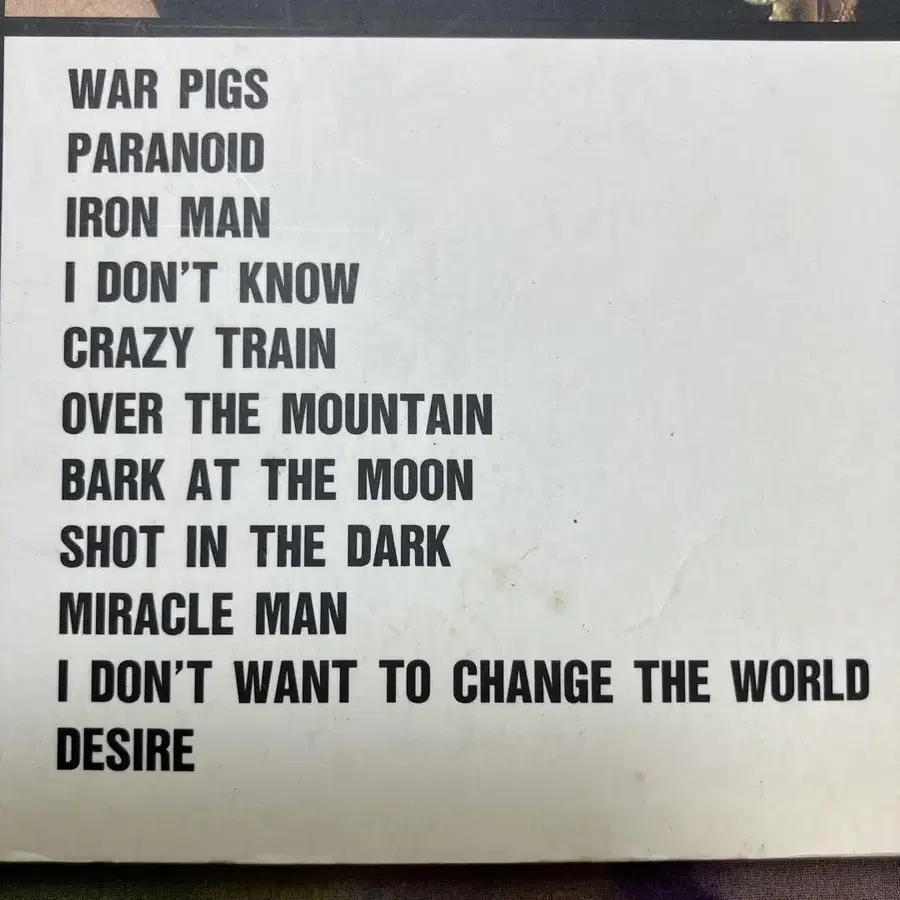 WAR PIGS
PARANOID
IRON MAN
I DON'T KNOW
CRAZY TRAIN
OVER THE MOUNTAIN
BARK AT THE MOON
SHOT IN THE DARK
MIRACLE MAN
I DON'T WANT TO CHANGE THE WORLD
DESIRE